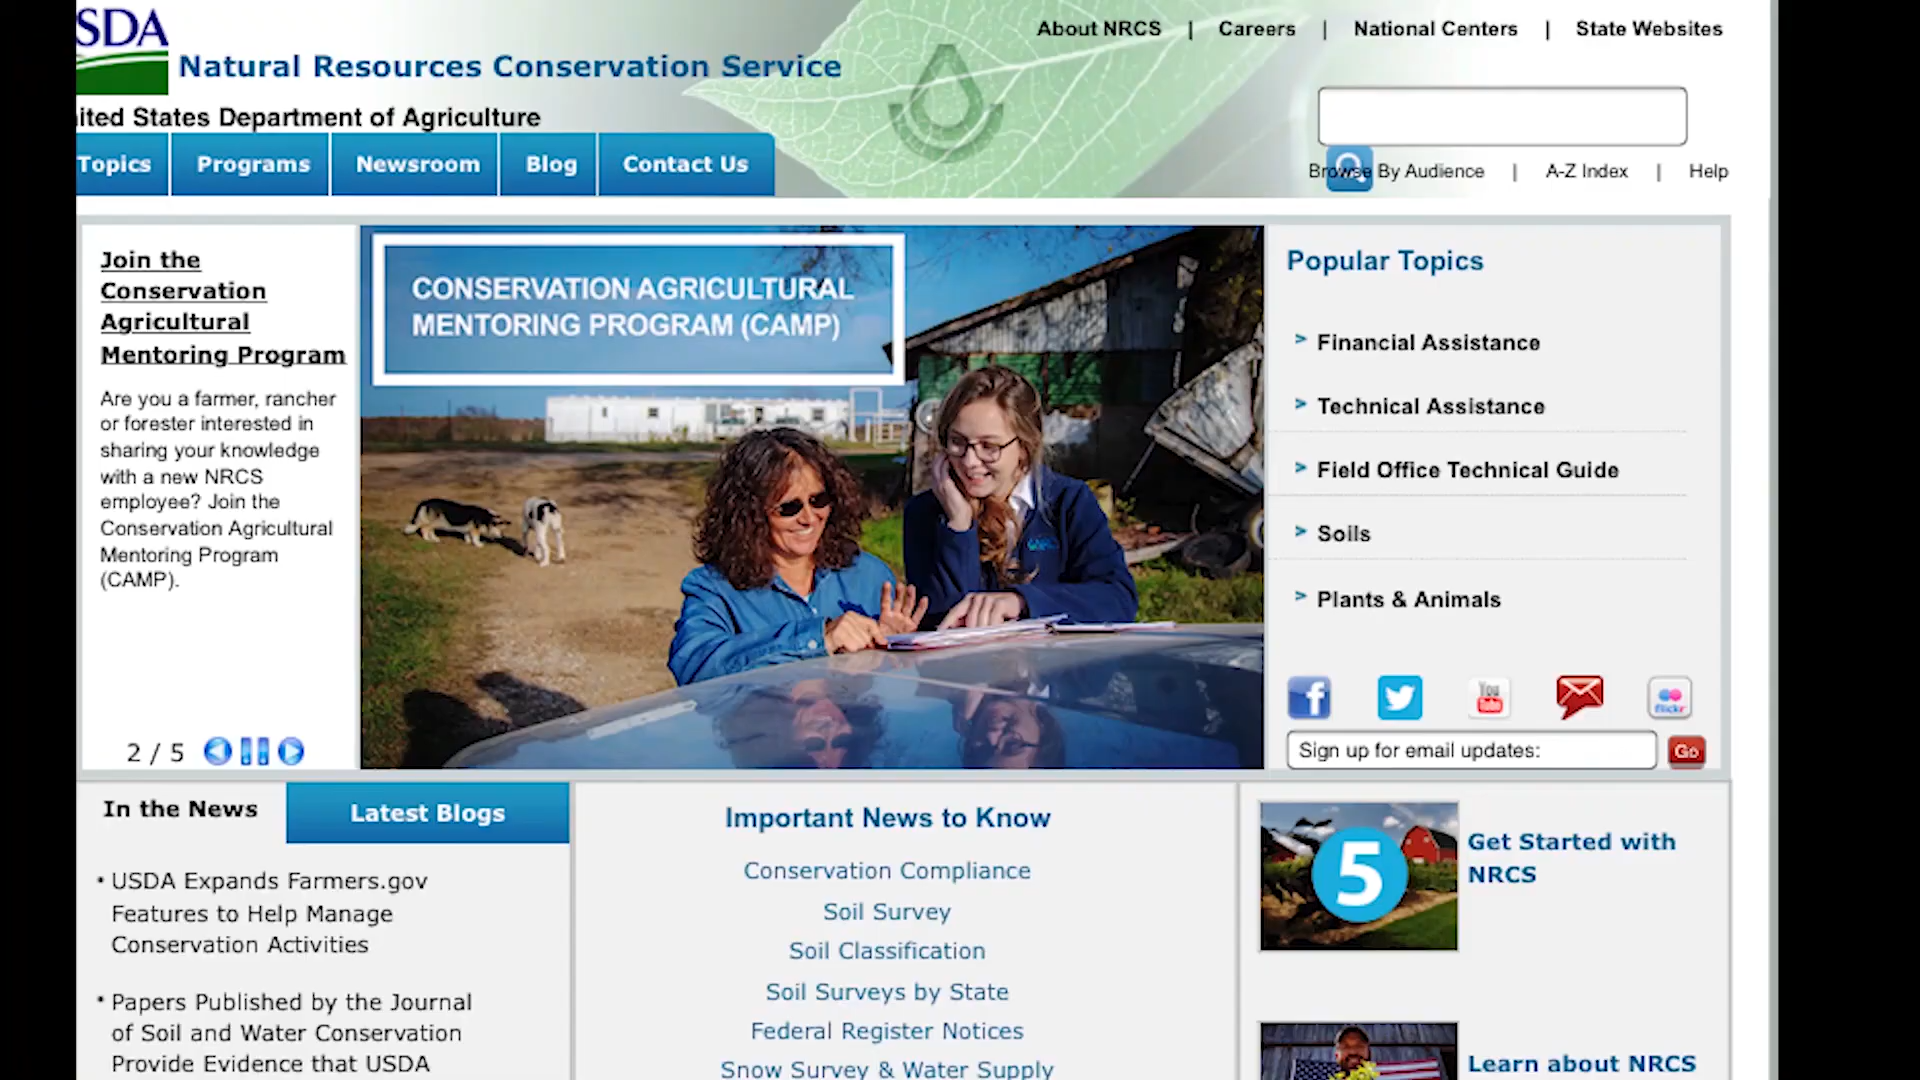 SDA
Natural Resources Conservation Service
ited States Department of Agriculture
About NRCS | Careers | National Centers | State Websites
Browse By Audience | A-Z Index | Help
Topics
Programs
Newsroom
Blog
Contact Us
Join the
Conservation
Agricultural
Mentoring Program
Are you a farmer, rancher
or forester interested in
sharing your knowledge
with a new NRCS
employee? Join the
Conservation Agricultural
Mentoring Program
(CAMP).
2 / 5
CONSERVATION AGRICULTURAL
MENTORING PROGRAM (CAMP)
Popular Topics
> Financial Assistance
> Technical Assistance
> Field Office Technical Guide
> Soils
> Plants & Animals
f
You
Tube
flickr
Sign up for email updates:
Go
In the News
Latest Blogs
• USDA Expands Farmers.gov
Features to Help Manage
Conservation Activities
• Papers Published by the Journal
of Soil and Water Conservation
Provide Evidence that USDA
Important News to Know
Conservation Compliance
Soil Survey
Soil Classification
Soil Surveys by State
Federal Register Notices
Snow Survey & Water Supply
5
Get Started with
NRCS
Learn about NRCS